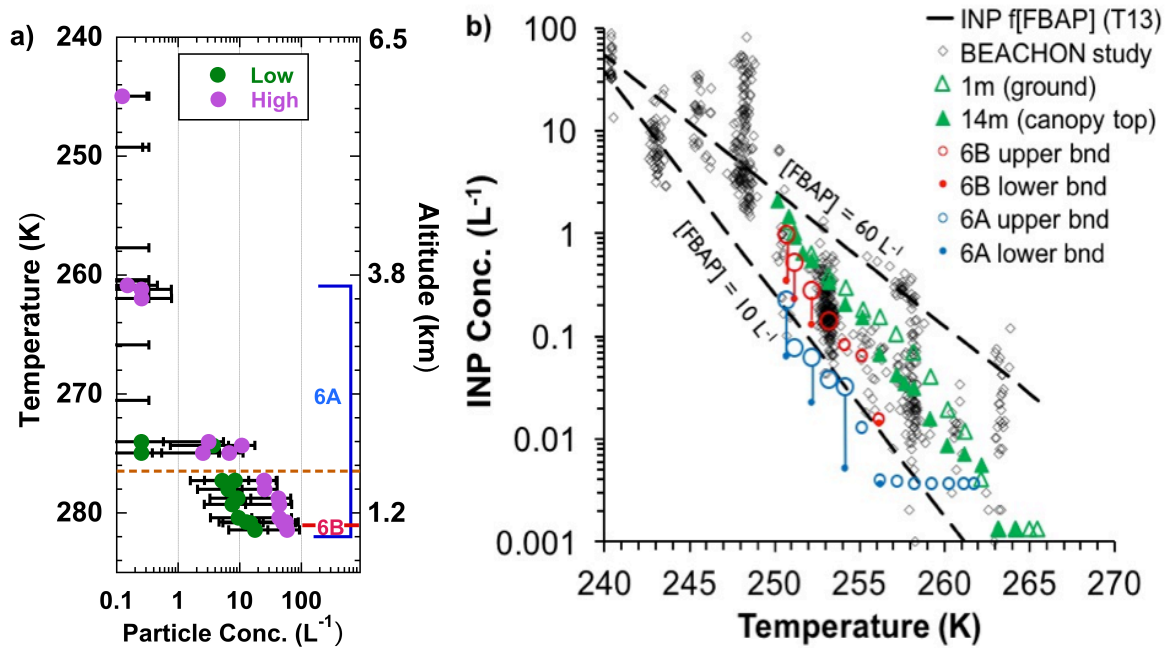 a)
240
250
260
270
280
Temperature (K)
Low
High
6A
6B
6.5
3.8
1.2
Altitude (km)
0.1 1 10 100
Particle Conc. (L⁻¹)
b)
100
10
1
0.1
0.01
0.001
INP Conc. (L⁻¹)
INP f[FBAP] (T13)
BEACHON study
1m (ground)
14m (canopy top)
6B upper bnd
6B lower bnd
6A upper bnd
6A lower bnd
[FBAP] = 60 L⁻¹
[FBAP] = 10 L⁻¹
240 245 250 255 260 265 270
Temperature (K)